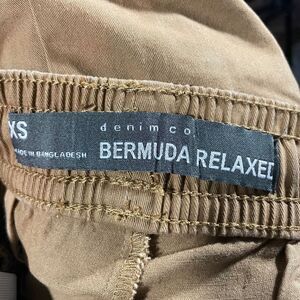 XS
denim co.
MADE IN BANGLADESH
BERMUDA RELAXED